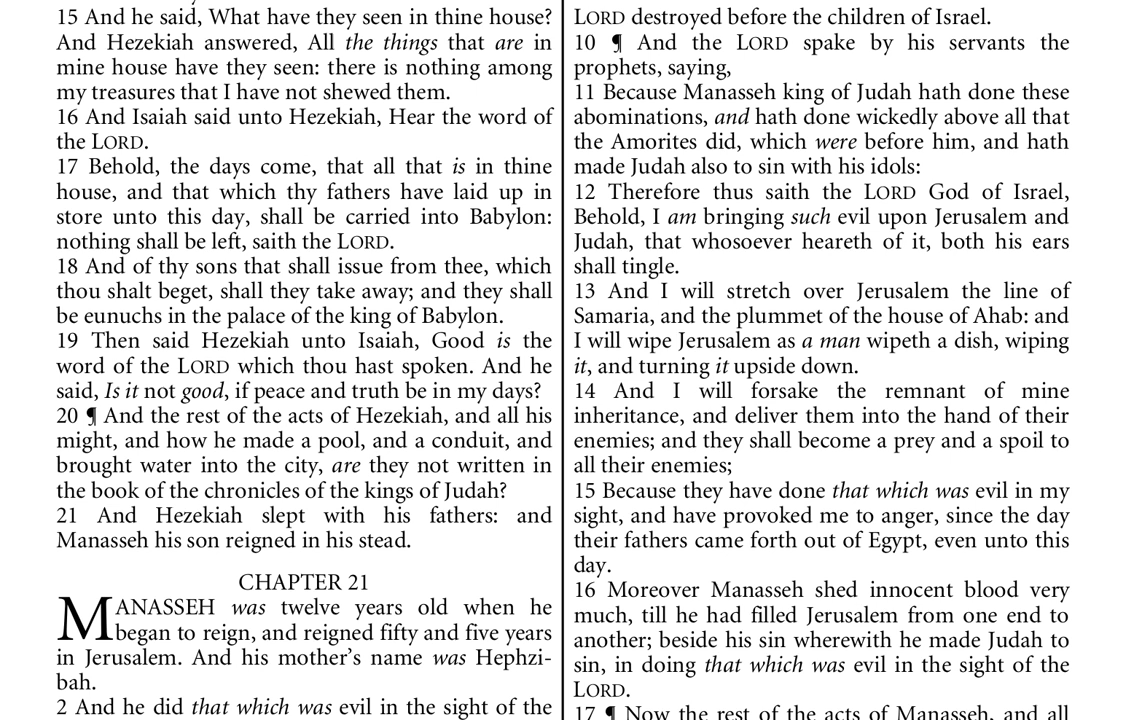 15 And he said, What have they seen in thine house?
And Hezekiah answered, All the things that are in
mine house have they seen: there is nothing among
my treasures that I have not shewed them.
16 And Isaiah said unto Hezekiah, Hear the word of
the LORD.
17 Behold, the days come, that all that is in thine
house, and that which thy fathers have laid up in
store unto this day, shall be carried into Babylon:
nothing shall be left, saith the LORD.
18 And of thy sons that shall issue from thee, which
thou shalt beget, shall they take away; and they shall
be eunuchs in the palace of the king of Babylon.
19 Then said Hezekiah unto Isaiah, Good is the
word of the LORD which thou hast spoken. And he
said, Is it not good, if peace and truth be in my days?
20 ¶ And the rest of the acts of Hezekiah, and all his
might, and how he made a pool, and a conduit, and
brought water into the city, are they not written in
the book of the chronicles of the kings of Judah?
21 And Hezekiah slept with his fathers: and
Manasseh his son reigned in his stead.
CHAPTER 21
MANASSEH was twelve years old when he
began to reign, and reigned fifty and five years
in Jerusalem. And his mother’s name was Hephzi-
bah.
2 And he did that which was evil in the sight of the
LORD destroyed before the children of Israel.
10 ¶ And the LORD spake by his servants the
prophets, saying,
11 Because Manasseh king of Judah hath done these
abominations, and hath done wickedly above all that
the Amorites did, which were before him, and hath
made Judah also to sin with his idols:
12 Therefore thus saith the LORD God of Israel,
Behold, I am bringing such evil upon Jerusalem and
Judah, that whosoever heareth of it, both his ears
shall tingle.
13 And I will stretch over Jerusalem the line of
Samaria, and the plummet of the house of Ahab: and
I will wipe Jerusalem as a man wipeth a dish, wiping
it, and turning it upside down.
14 And I will forsake the remnant of mine
inheritance, and deliver them into the hand of their
enemies; and they shall become a prey and a spoil to
all their enemies;
15 Because they have done that which was evil in my
sight, and have provoked me to anger, since the day
their fathers came forth out of Egypt, even unto this
day.
16 Moreover Manasseh shed innocent blood very
much, till he had filled Jerusalem from one end to
another; beside his sin wherewith he made Judah to
sin, in doing that which was evil in the sight of the
LORD.
17 ¶ Now the rest of the acts of Manasseh, and all